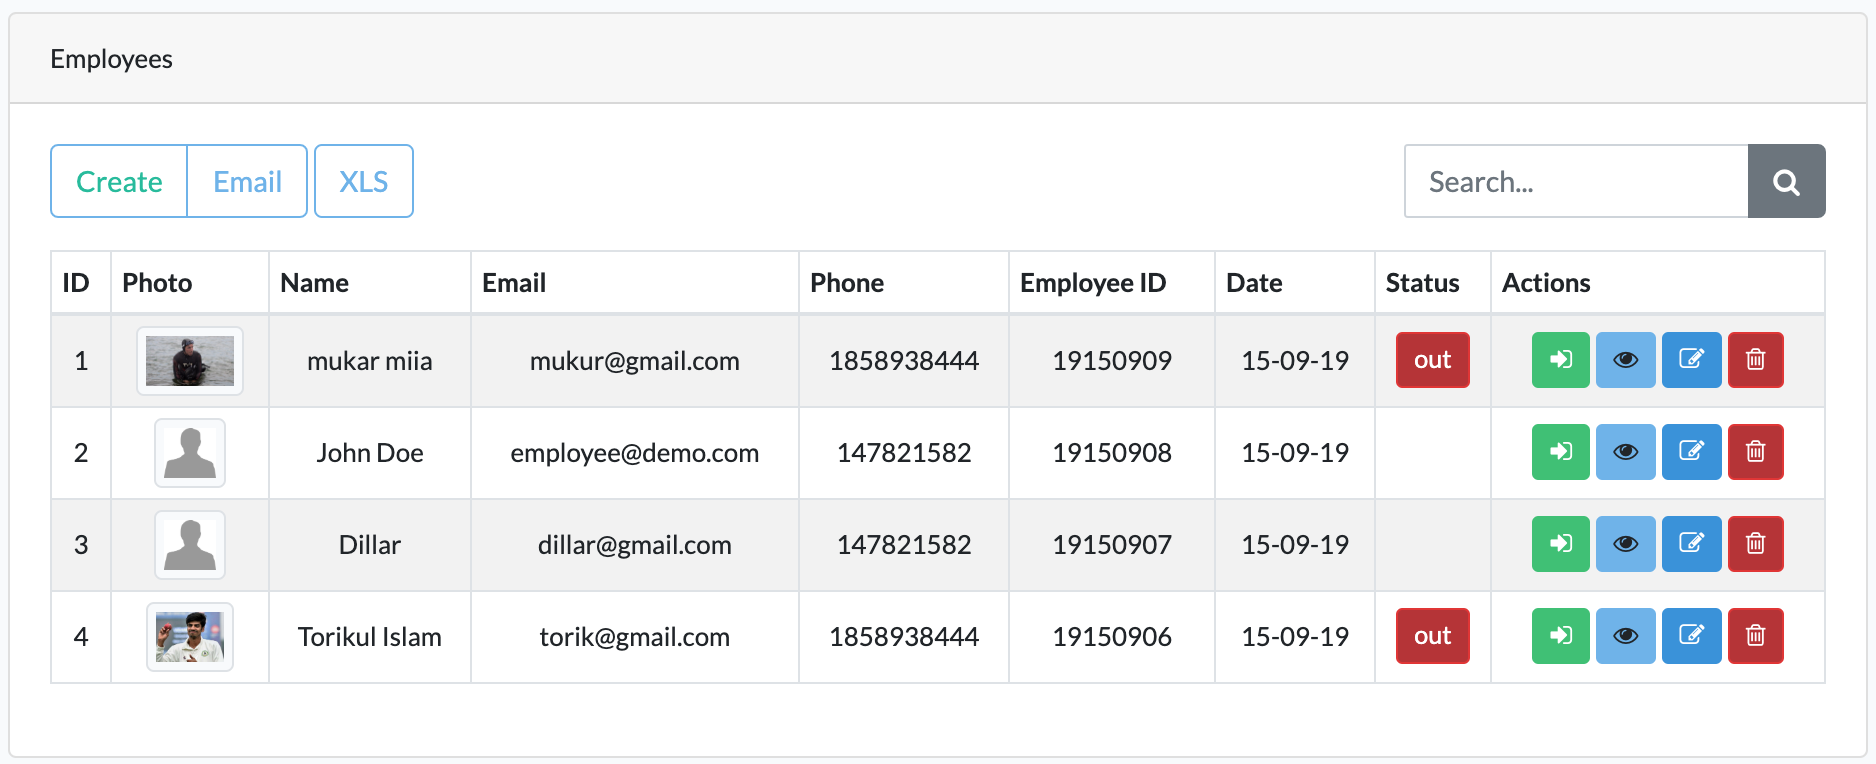 Employees
Create Email XLS Search...
ID Photo Name Email Phone Employee ID Date Status Actions
1 mukar miia mukur@gmail.com 1858938444 19150909 15-09-19 out
2 John Doe employee@demo.com 147821582 19150908 15-09-19
3 Dillar dillar@gmail.com 147821582 19150907 15-09-19
4 Torikul Islam torik@gmail.com 1858938444 19150906 15-09-19 out